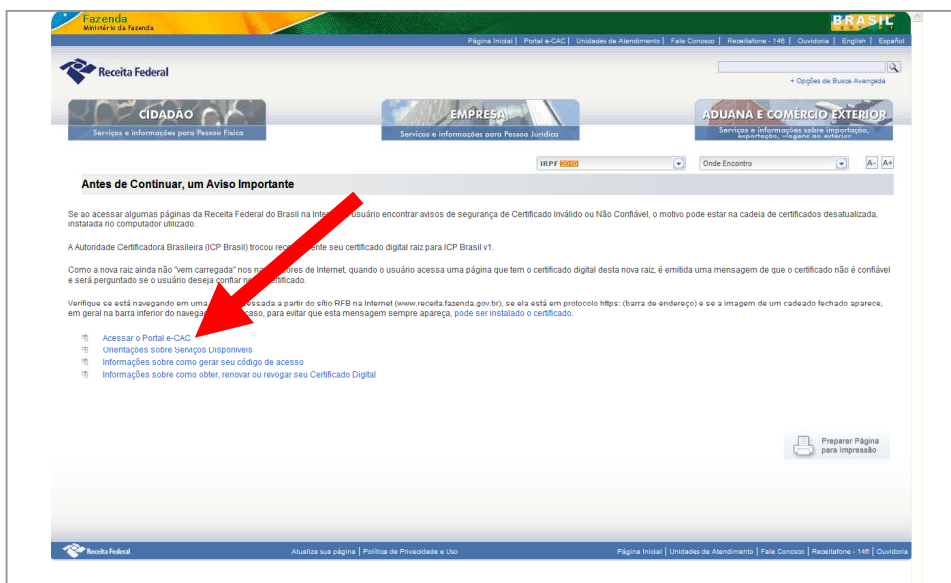 Fazenda
Ministério da Fazenda
BRASIL
Página Inicial | Portal e-CAC | Unidades de Atendimento | Fale Conosco | Receitafone - 146 | Ouvidoria | English | Español
Receita Federal
+ Opções de Busca Avançada
CIDADÃO
Serviços e informações para Pessoa Física
EMPRESA
Serviços e informações para Pessoa Jurídica
ADUANA E COMÉRCIO EXTERIOR
Serviços e informações sobre importação,
exportação, viagens ao exterior
IRPF 2010
Onde Encontro
A- A+
Antes de Continuar, um Aviso Importante
Se ao acessar algumas páginas da Receita Federal do Brasil na usuário encontrar avisos de segurança de Certificado Inválido ou Não Confiável, o motivo pode estar na cadeia de certificados desatualizada,
instalada no computador utilizado.
A Autoridade Certificadora Brasileira (ICP Brasil) trocou seu certificado digital raiz para ICP Brasil v1.
Como a nova raiz ainda não "vem carregada" nos de Internet, quando o usuário acessa uma página que tem o certificado digital desta nova raiz, é emitida uma mensagem de que o certificado não é confiável
e será perguntado se o usuário deseja certificado.
Verifique se está navegando em uma a partir do sítio RFB na Internet (www.receita.fazenda.gov.br), se ela está em protocolo https: (barra de endereço) e se a imagem de um cadeado fechado aparece,
em geral na barra inferior do caso, para evitar que esta mensagem sempre apareça, pode ser instalado o certificado.
Acessar o Portal e-CAC
Orientações sobre Serviços Disponíveis
Informações sobre como gerar seu código de acesso
Informações sobre como obter, renovar ou revogar seu Certificado Digital
Preparar Página
para Impressão
Receita Federal
Atualize sua página | Política de Privacidade e Uso
Página Inicial | Unidades de Atendimento | Fale Conosco | Receitafone - 146 | Ouvidoria